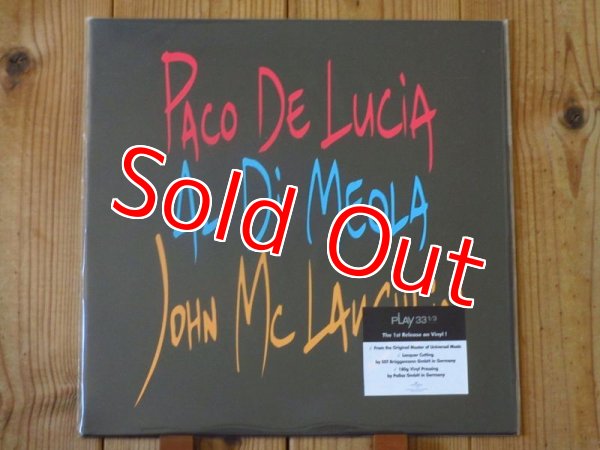 Paco De Lucia
Al Di Meola
Sold Out
John Mc Laughlin
PLAY 33 1/3
The 1st Release on Vinyl !
From the Original Master of Universal Music
Lacquer Cutting
by SST Brüggemann GmbH in Germany
180g Vinyl Pressing
by Pallas GmbH in Germany